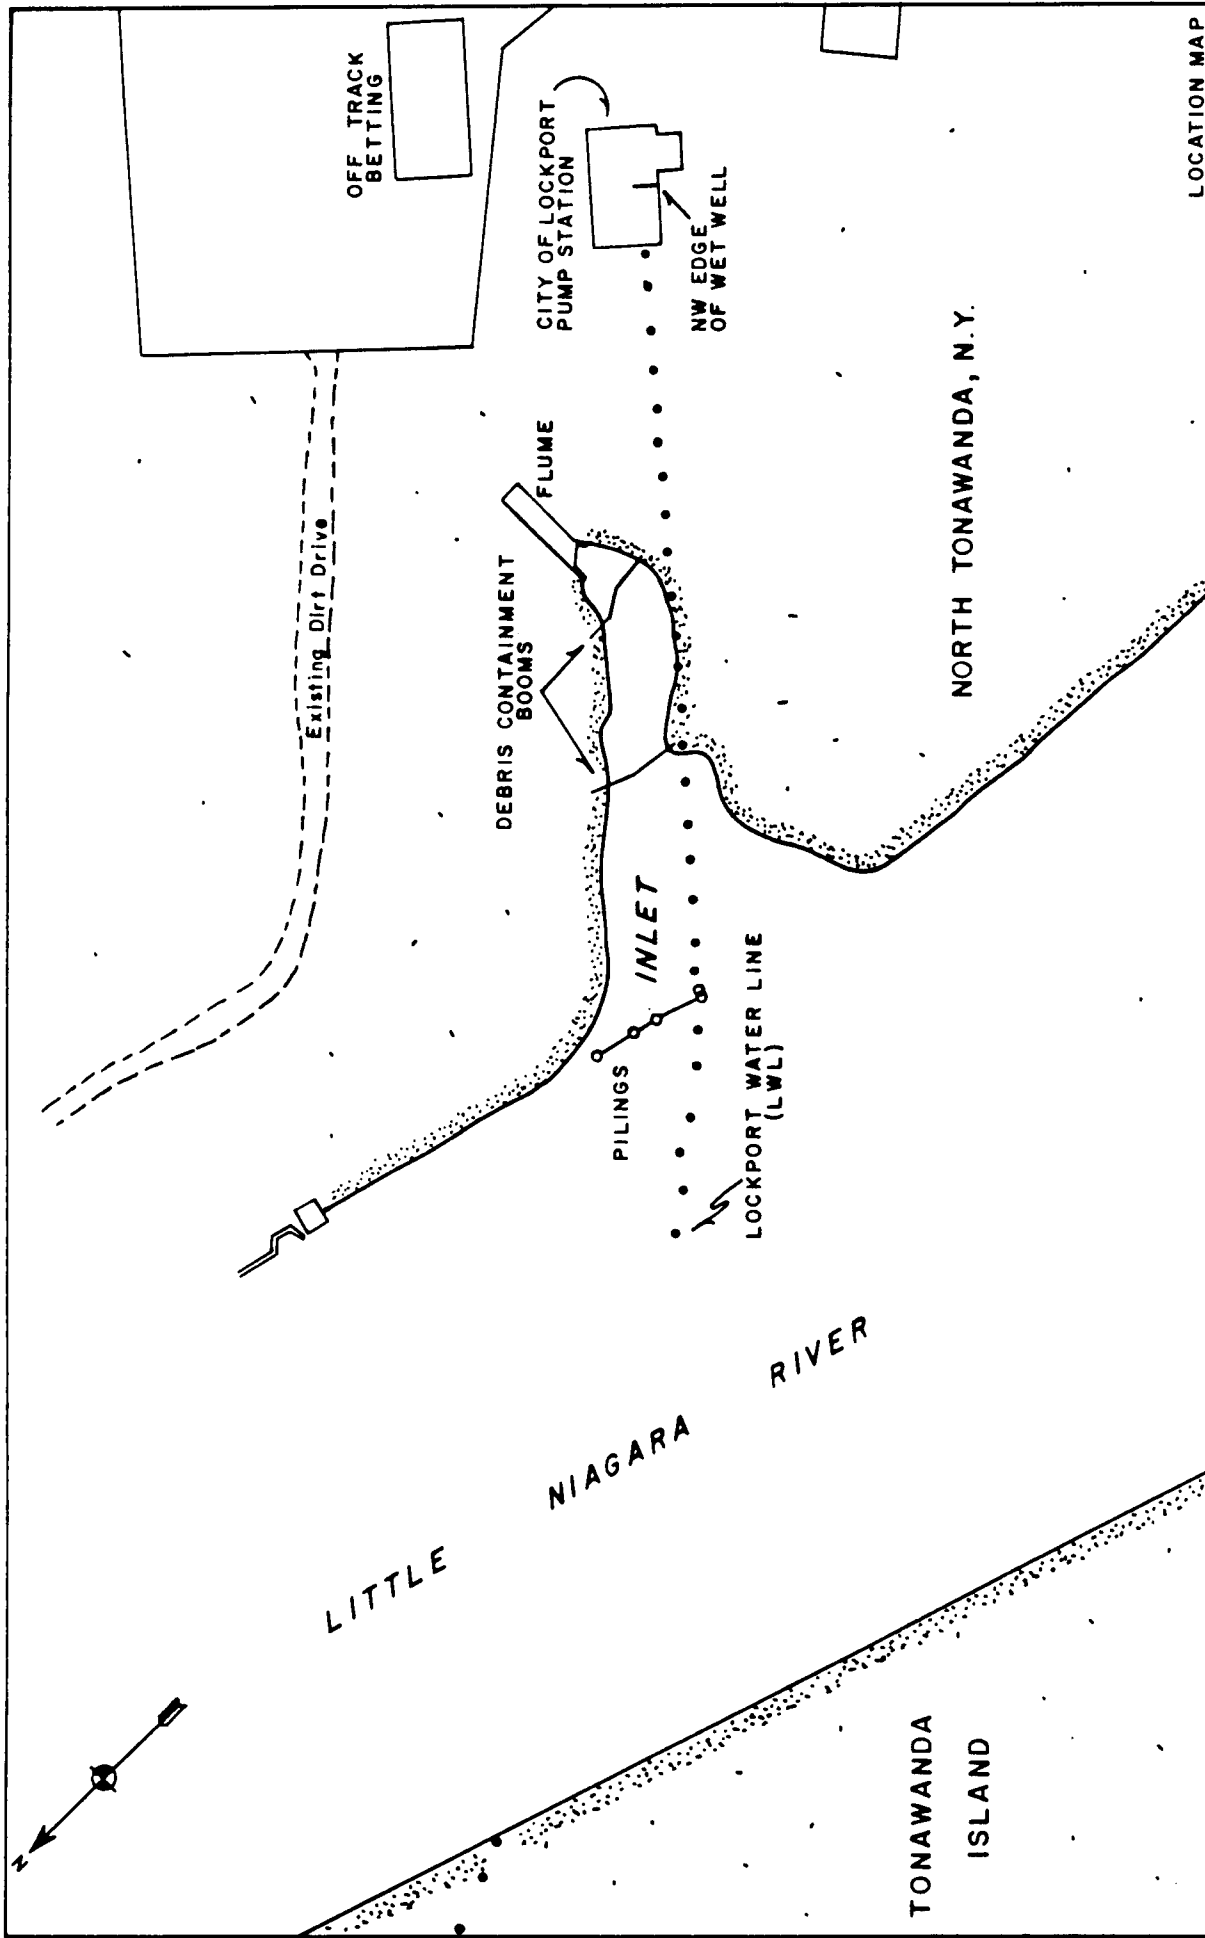 OFF TRACK
BETTING
CITY OF LOCKPORT
PUMP STATION
NW EDGE
OF WET WELL
LOCATION MAP
FLUME
Existing Dirt Drive
DEBRIS CONTAINMENT
BOOMS
NORTH TONAWANDA, N.Y.
INLET
PILINGS
LOCKPORT WATER LINE
(LWL)
LITTLE NIAGARA RIVER
TONAWANDA
ISLAND
N